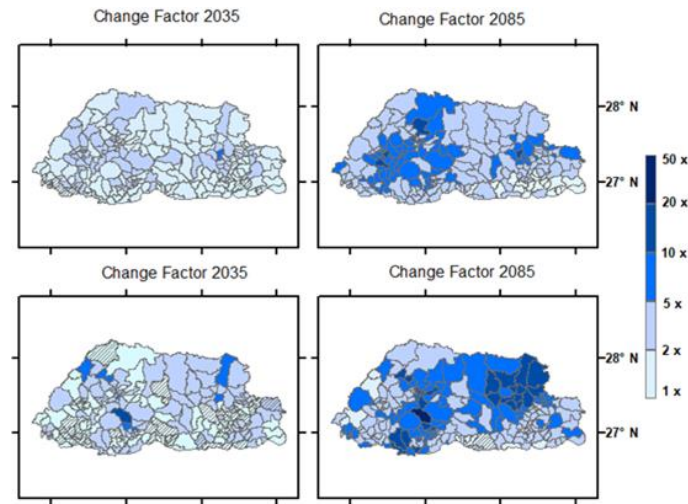 Change Factor 2035
Change Factor 2085
28° N
27° N
50 x
20 x
10 x
5 x
2 x
1 x
Change Factor 2035
Change Factor 2085
28° N
27° N